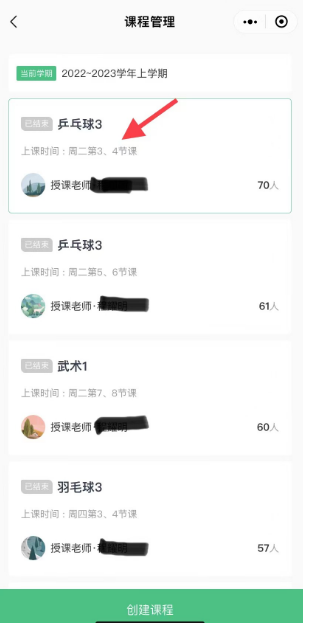 课程管理
当前学期 2022~2023学年上学期
已结束 乒乓球3
上课时间：周二第3、4节课
授课老师 70人
已结束 乒乓球3
上课时间：周二第5、6节课
授课老师· 61人
已结束 武术1
上课时间：周二第7、8节课
授课老师 60人
已结束 羽毛球3
上课时间：周四第3、4节课
授课老师· 57人
创建课程